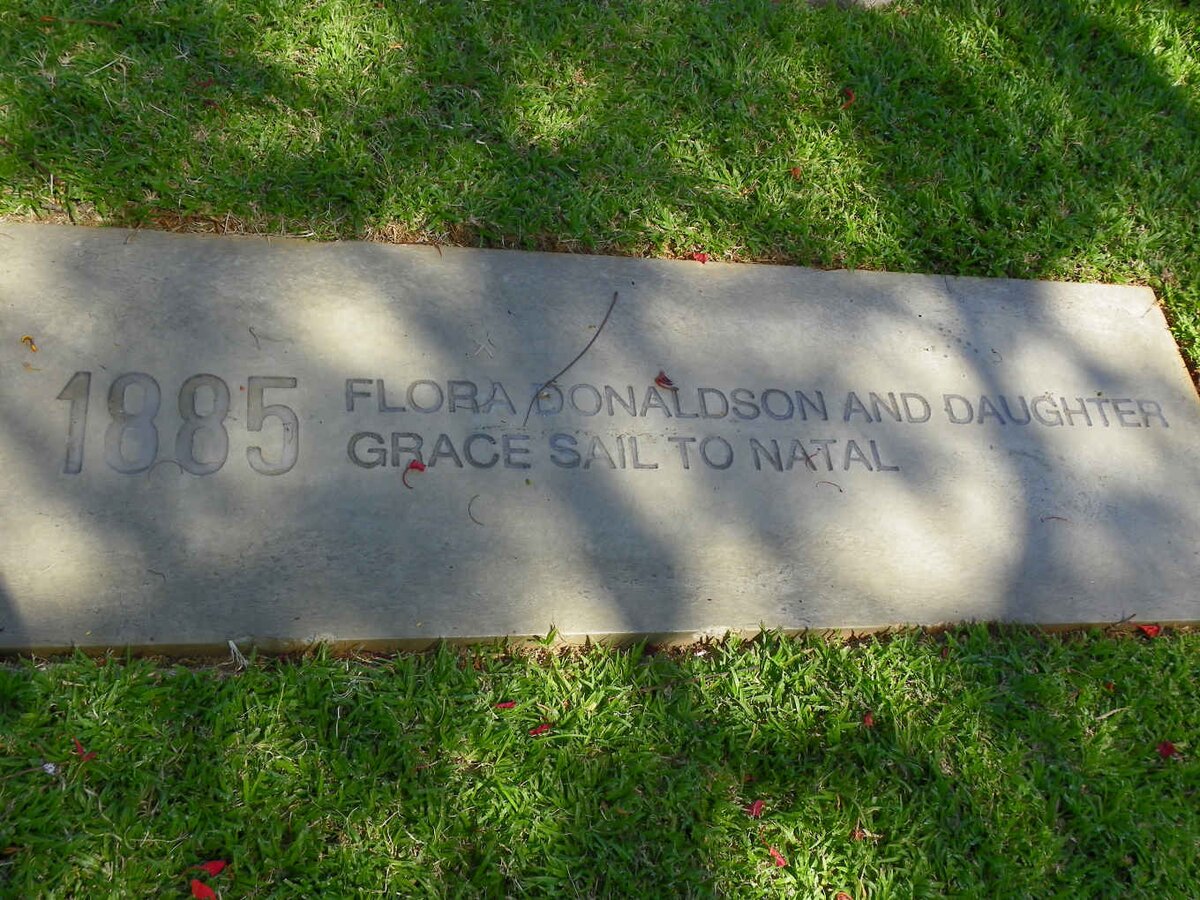 1885 FLORA DONALDSON AND DAUGHTER
GRACE SAIL TO NATAL